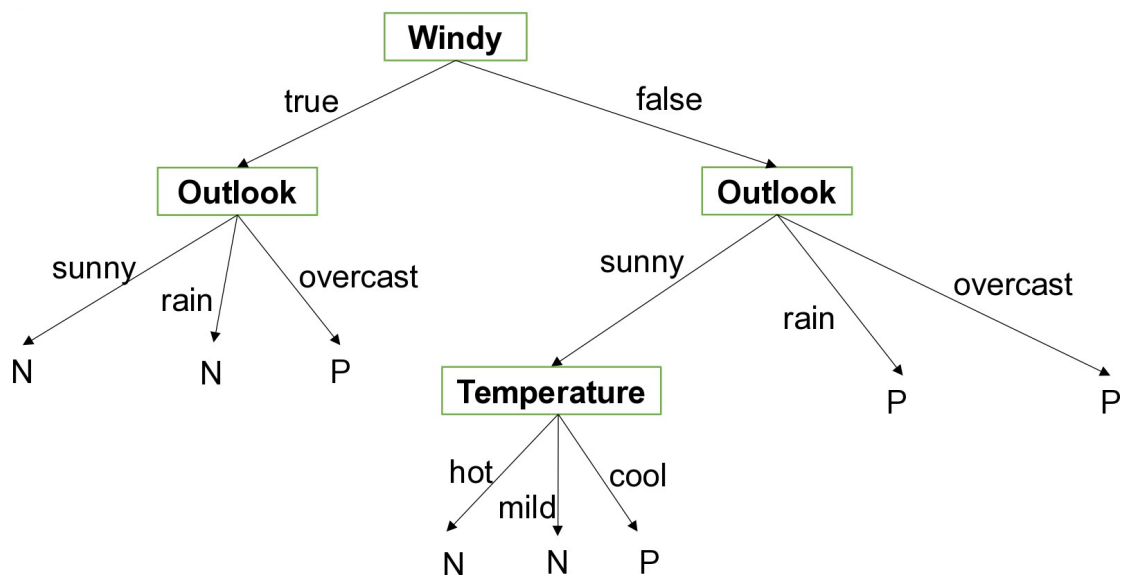 Windy
true
false
Outlook
Outlook
sunny
rain
overcast
sunny
rain
overcast
N
N
P
Temperature
P
P
hot
mild
cool
N
N
P